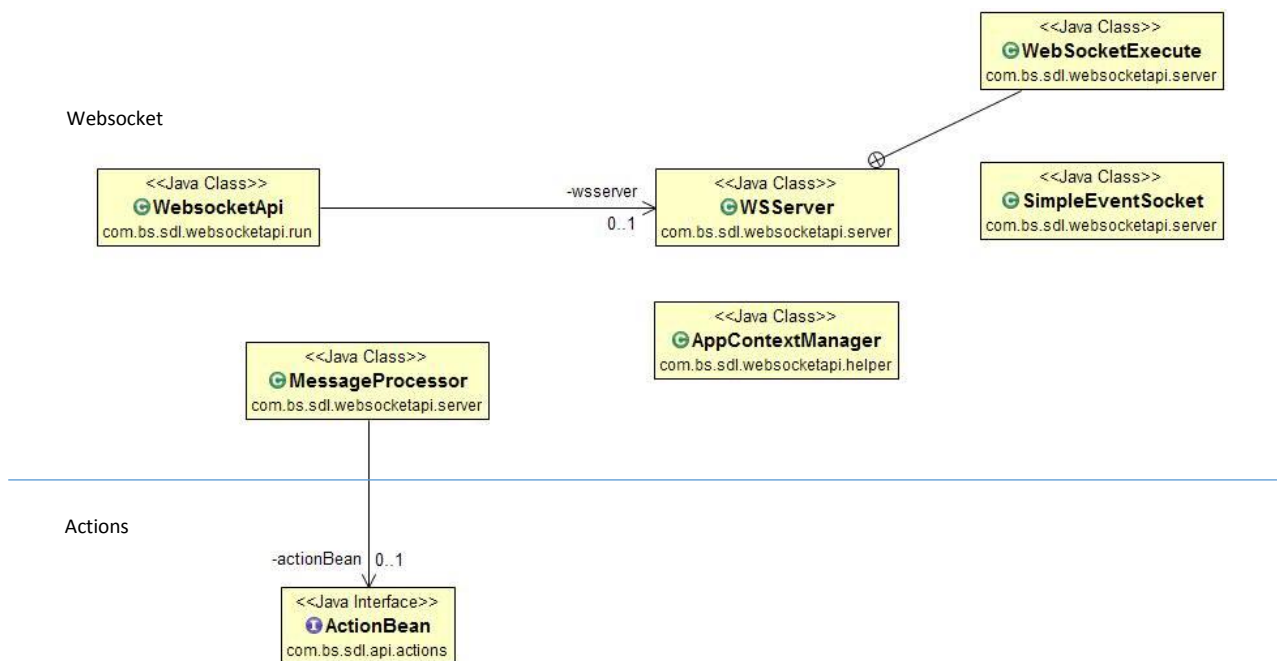 <<Java Class>>
WebSocketExecute
com.bs.sdl.websocketapi.server
Websocket
<<Java Class>>
WebsocketApi
com.bs.sdl.websocketapi.run
-wsserver
0..1
<<Java Class>>
WSServer
com.bs.sdl.websocketapi.server
<<Java Class>>
SimpleEventSocket
com.bs.sdl.websocketapi.server
<<Java Class>>
AppContextManager
com.bs.sdl.websocketapi.helper
<<Java Class>>
MessageProcessor
com.bs.sdl.websocketapi.server
Actions
-actionBean 0..1
<<Java Interface>>
ActionBean
com.bs.sdl.api.actions